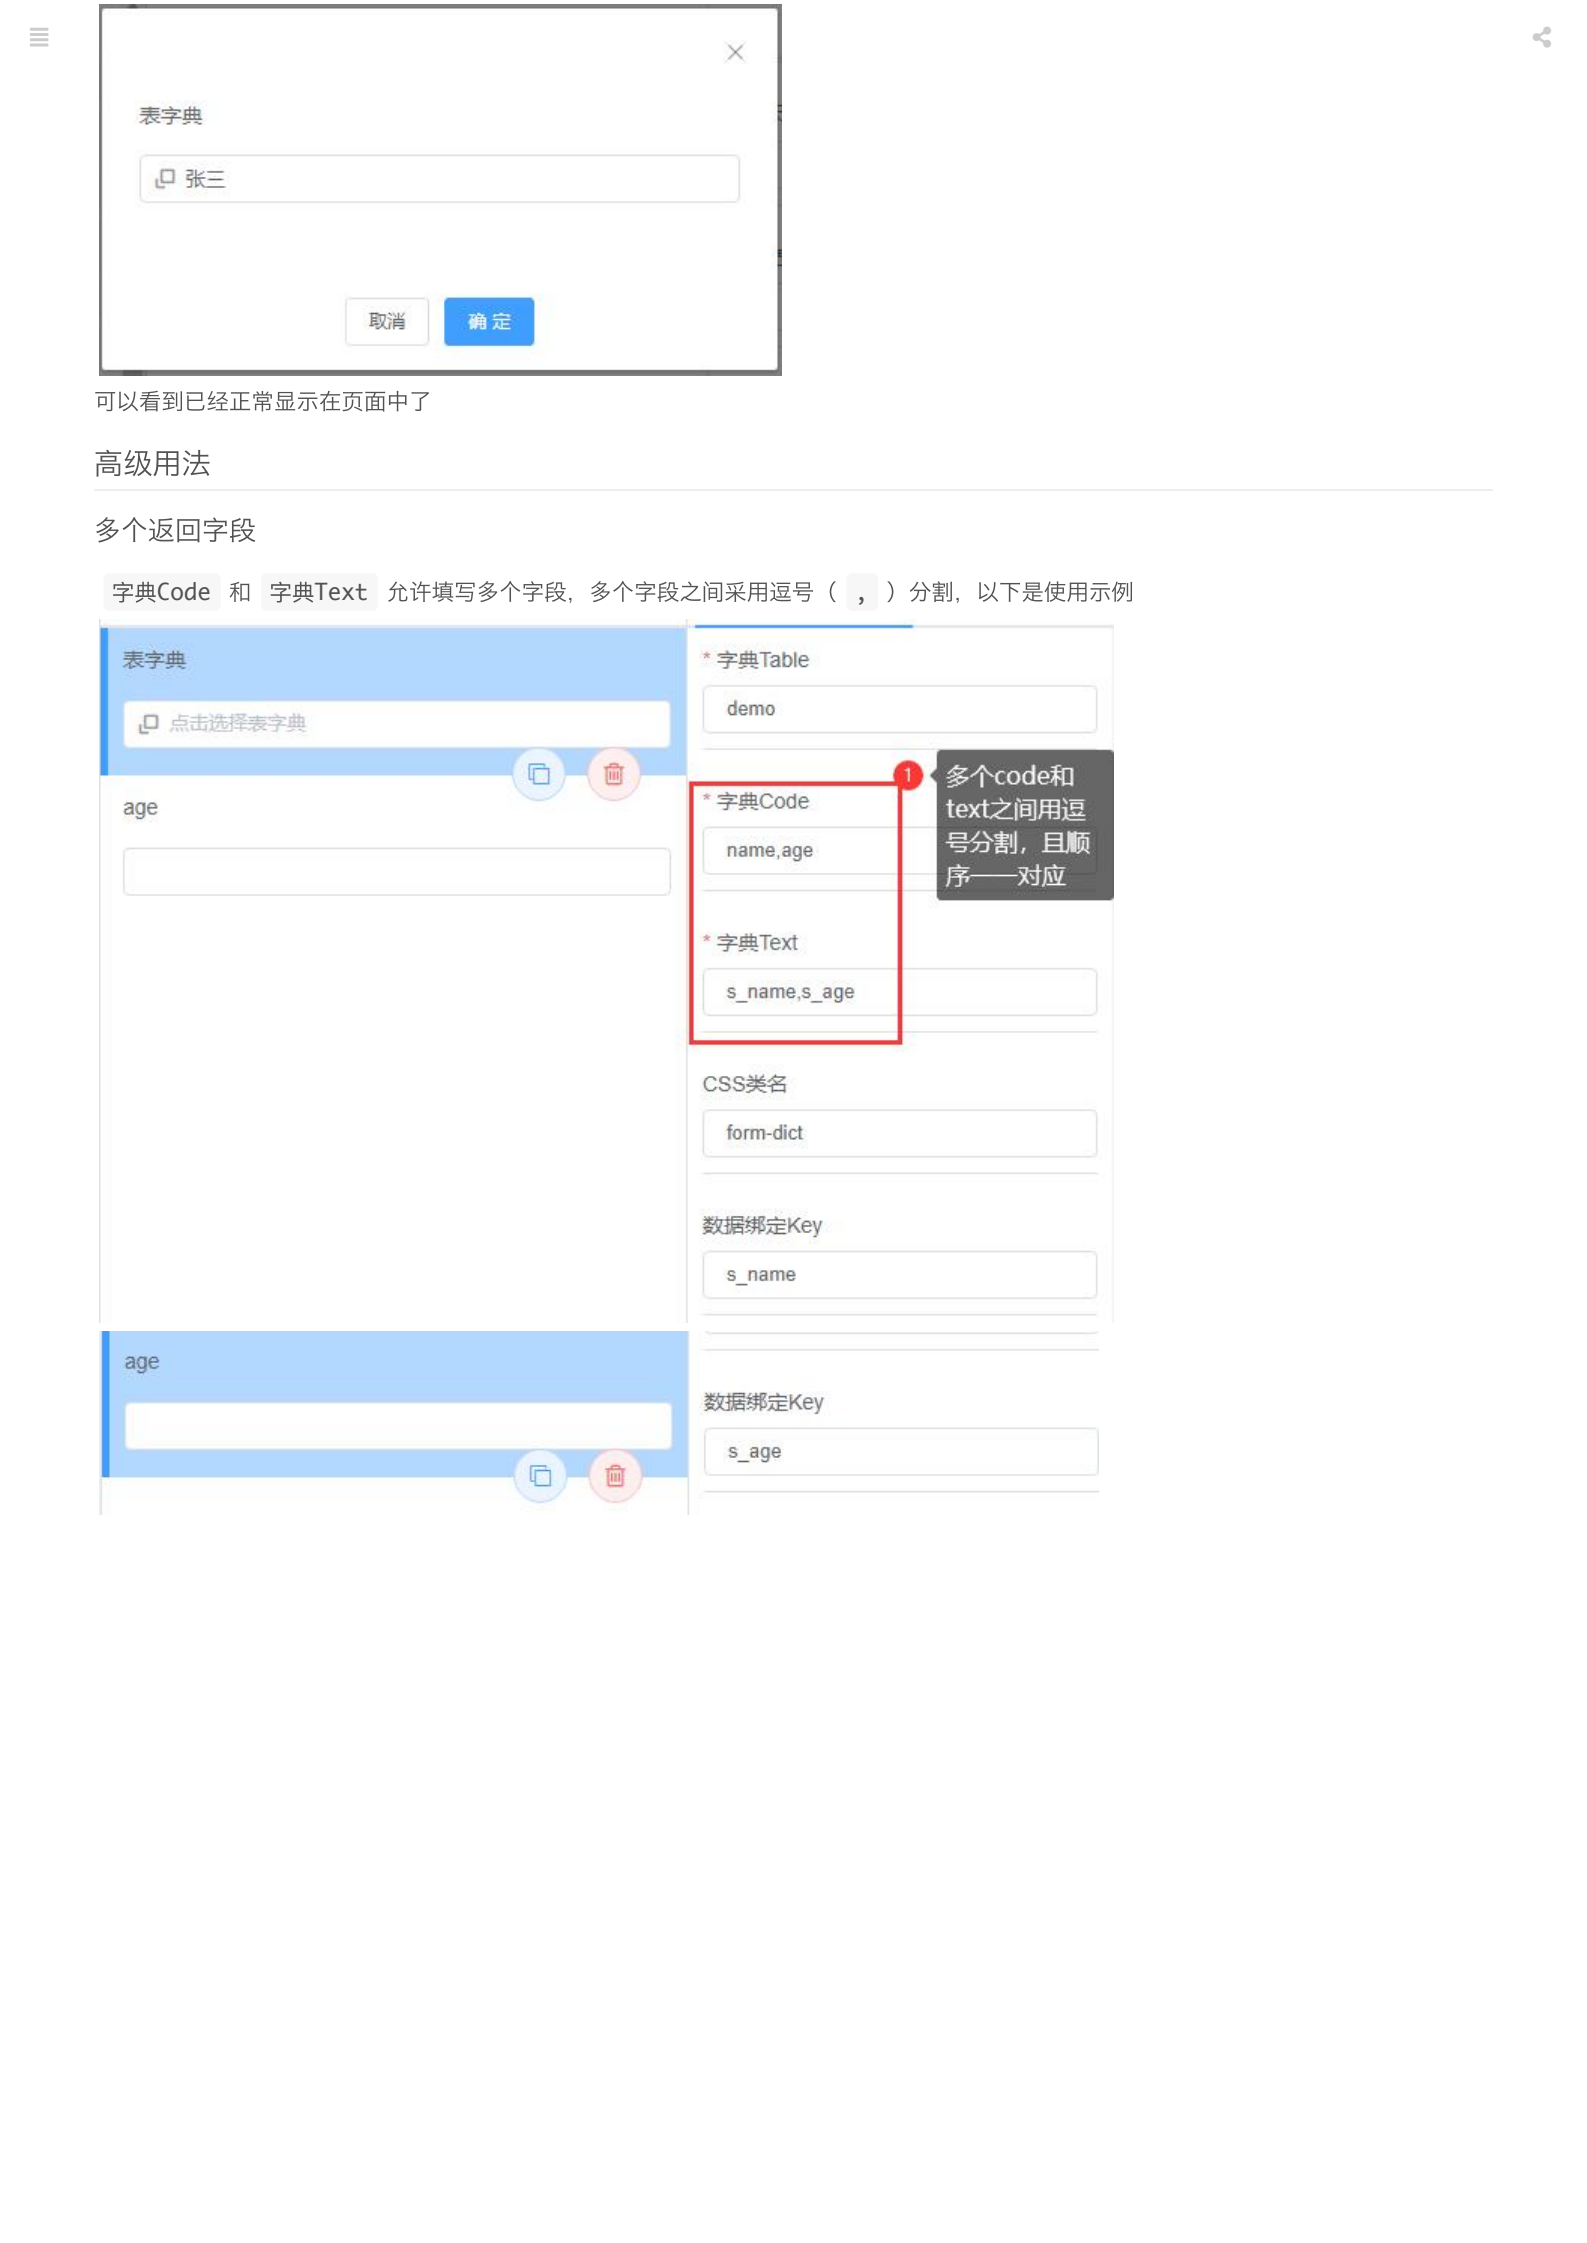 表字典
张三
取消
确 定
可以看到已经正常显示在页面中了
高级用法
多个返回字段
字典Code 和 字典Text 允许填写多个字段，多个字段之间采用逗号（ , ）分割，以下是使用示例
表字典
点击选择表字典
age
* 字典Table
demo
1
多个code和
text之间用逗
号分割，且顺
序一一对应
* 字典Code
name,age
* 字典Text
s_name,s_age
CSS类名
form-dict
数据绑定Key
s_name
age
数据绑定Key
s_age